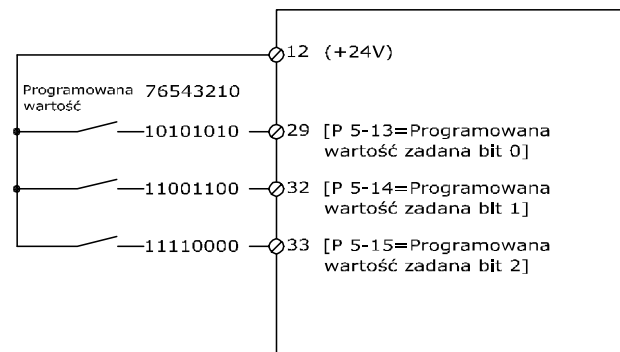 12 (+24V)
Programowana 76543210
wartość
10101010 29 [P 5-13=Programowana
wartość zadana bit 0]
11001100 32 [P 5-14=Programowana
wartość zadana bit 1]
11110000 33 [P 5-15=Programowana
wartość zadana bit 2]